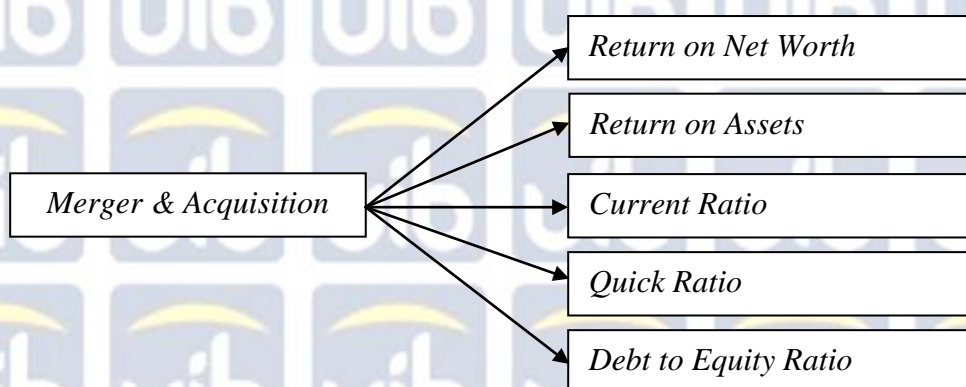 Return on Net Worth
Return on Assets
Merger & Acquisition
Current Ratio
Quick Ratio
Debt to Equity Ratio